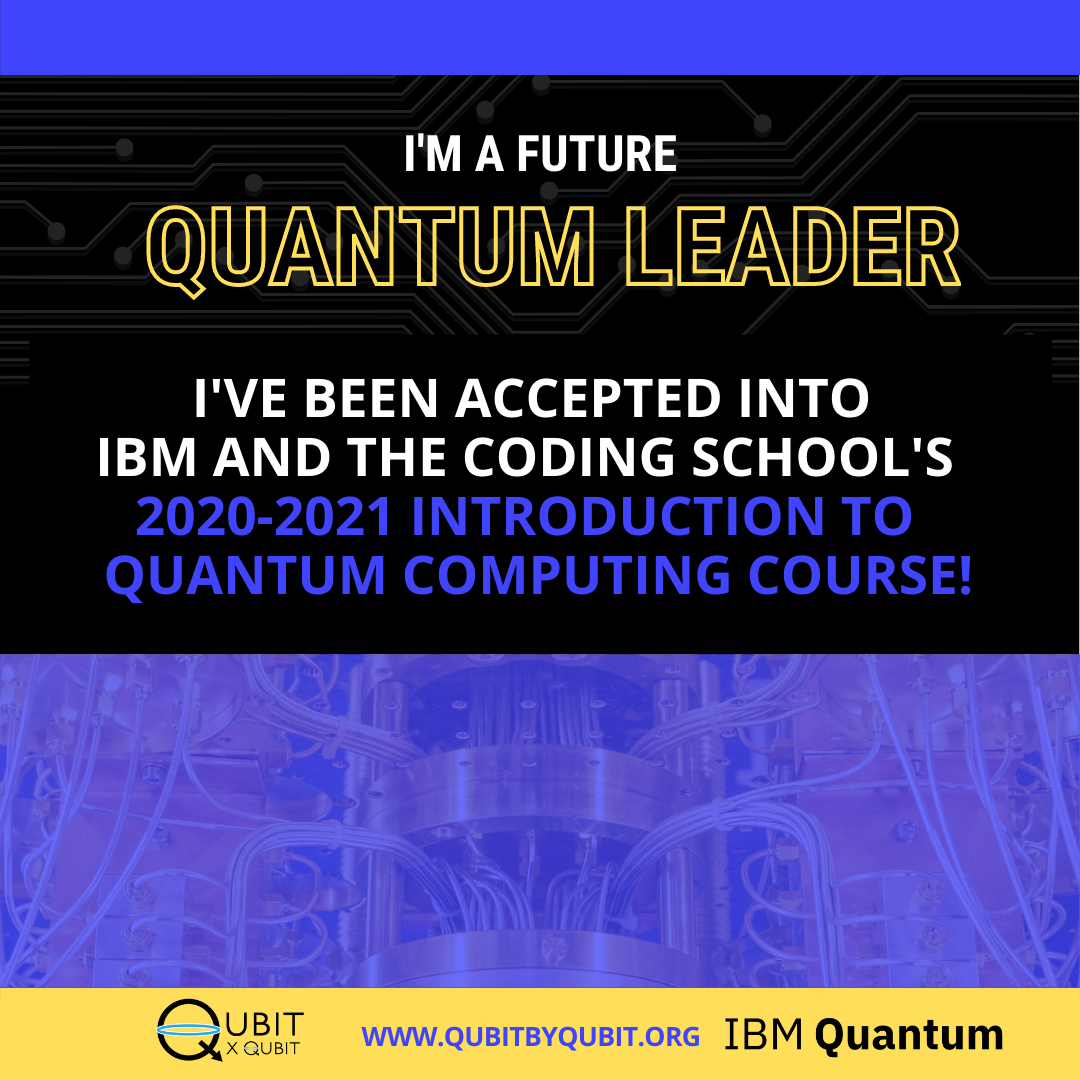 I'M A FUTURE
QUANTUM LEADER
I'VE BEEN ACCEPTED INTO
IBM AND THE CODING SCHOOL'S
2020-2021 INTRODUCTION TO
QUANTUM COMPUTING COURSE!
QUBIT
X QUBIT
WWW.QUBITBYQUBIT.ORG
IBM Quantum